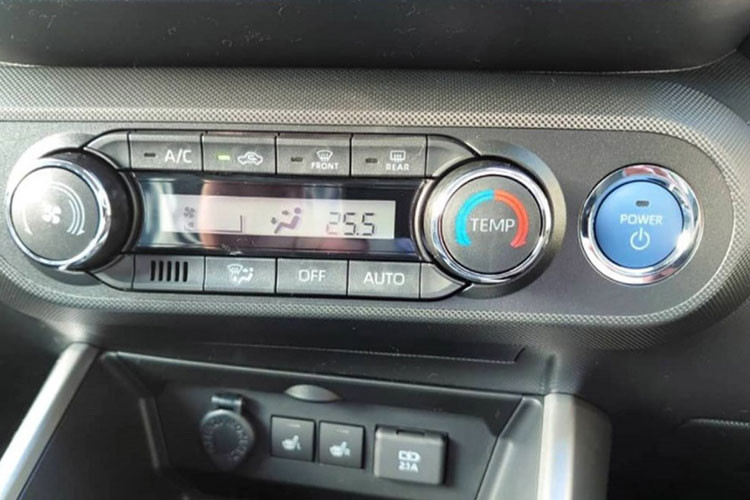 A/C
FRONT
REAR
25.5
TEMP
POWER
OFF
AUTO
L
R
2.1A